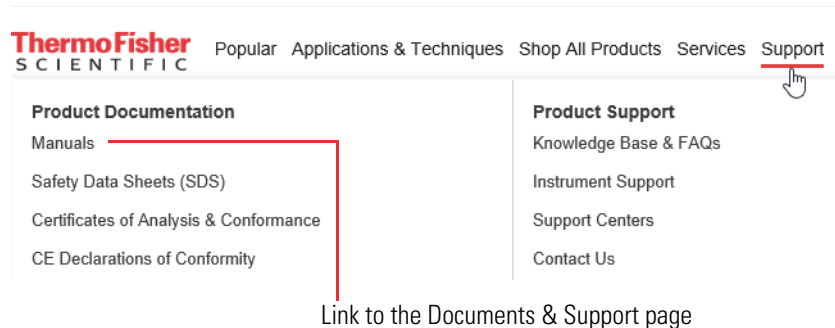 ThermoFisher
SCIENTIFIC
Popular Applications & Techniques Shop All Products Services Support
Product Documentation
Manuals
Safety Data Sheets (SDS)
Certificates of Analysis & Conformance
CE Declarations of Conformity
Product Support
Knowledge Base & FAQs
Instrument Support
Support Centers
Contact Us
Link to the Documents & Support page